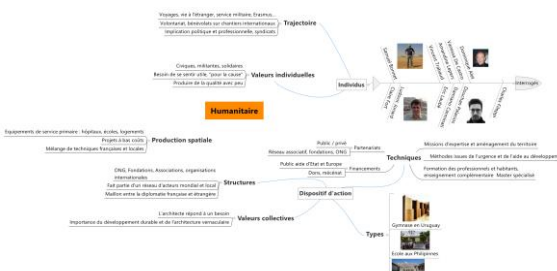 Voyages, vie à l'étranger, service militaire, Erasmus...
Volontariat, bénévolats sur chantiers internationaux
Implication politique et professionnelle, syndicats
Trajectoire
Civiques, militantes, solidaires
Besoin de se sentir utile, "pour la cause"
Produire de la qualité avec peu
Valeurs individuelles
Individus
Interrogés
Humanitaire
Equipements de service primaire : hôpitaux, écoles, logements
Projets à bas coûts
Mélange de techniques françaises et locales
Production spatiale
Public / privé
Réseau associatif, fondations, ONG
Partenariats
Public aide d'Etat et Europe
Dons, mécénat
Financements
Techniques
Missions d'expertise et aménagement du territoire
Méthodes issues de l'urgence et de l'aide au développement
Formation des professionnels et habitants,
enseignement complémentaire Master spécialisé
ONG, Fondations, Associations, organisations
internationales
Fait partie d'un réseau d'acteurs mondial et local
Maillon entre la diplomatie française et étrangère
Structures
Dispositif d'action
L'architecte répond à un besoin
Importance du développement durable et de l'architecture vernaculaire
Valeurs collectives
Types
Gymnase en Uruguay
Ecole aux Philippines